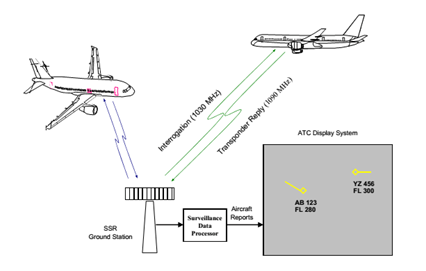 Interrogation (1030 MHz)
Transponder Reply (1090 MHz)
ATC Display System
YZ 456
FL 300
AB 123
FL 280
SSR
Ground Station
Surveillance
Data
Processor
Aircraft
Reports